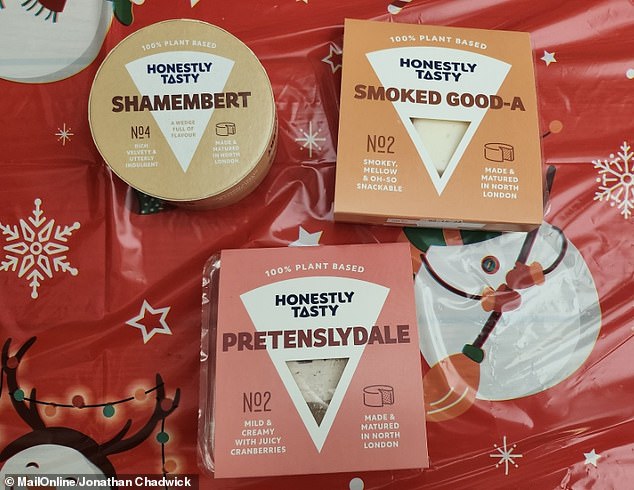 100% PLANT BASED
HONESTLY
TASTY
SHAMEMBERT
Nº4
RICH,
VELVETY &
UTTERLY
INDULGENT
A WEDGE
FULL OF
FLAVOUR
MADE &
MATURED
IN NORTH
LONDON
100% PLANT BASED
HONESTLY
TASTY
SMOKED GOOD-A
Nº2
SMOKEY,
MELLOW
& OH-SO
SNACKABLE
MADE &
MATURED
IN NORTH
LONDON
100% PLANT BASED
HONESTLY
TASTY
PRETENSLYDALE
Nº2
MILD &
CREAMY
WITH JUICY
CRANBERRIES
MADE &
MATURED
IN NORTH
LONDON
© MailOnline/Jonathan Chadwick